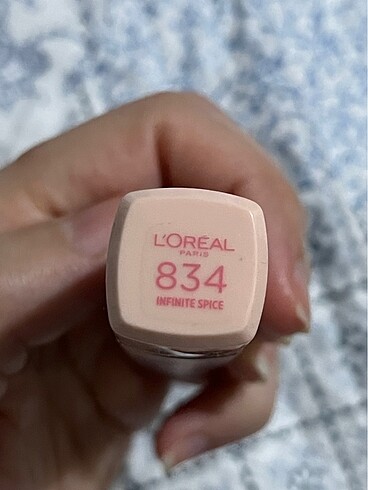 L'ORÉAL
PARIS
834
INFINITE SPICE